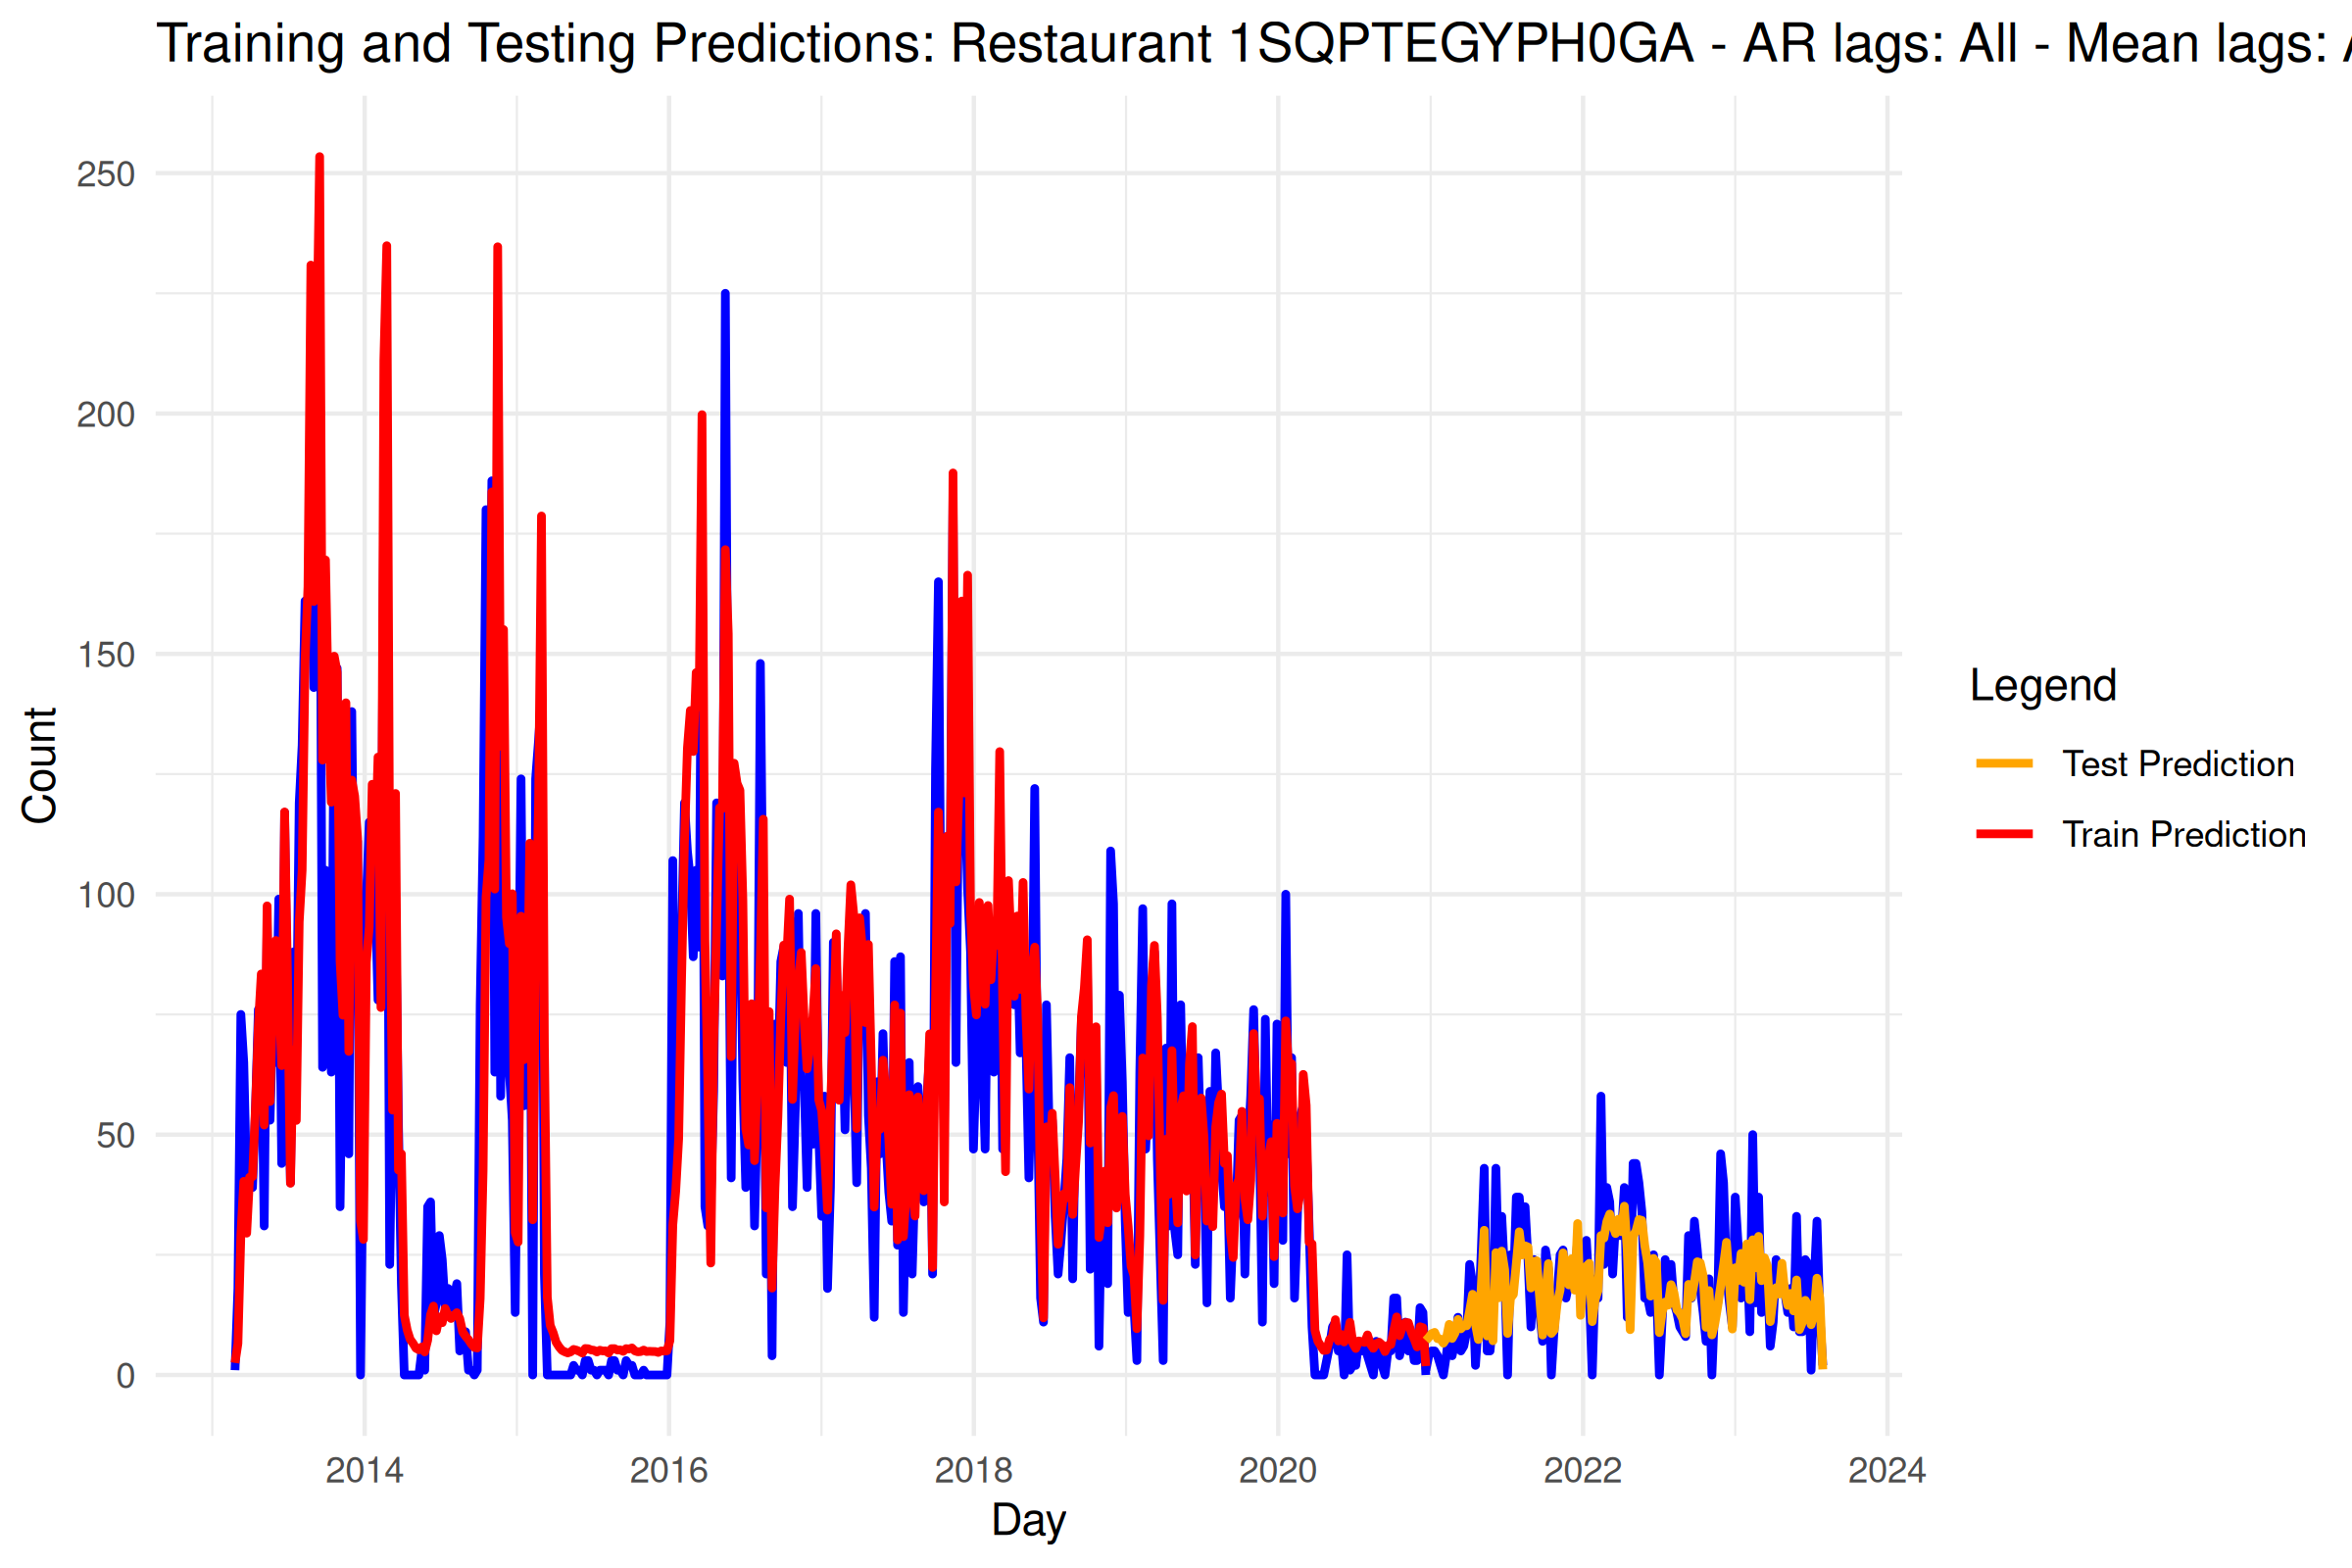 Training and Testing Predictions: Restaurant 1SQPTEGYPH0GA - AR lags: All - Mean lags:
250
200
150
100
50
0
Count
2014
2016
2018
2020
2022
2024
Day
Legend
Test Prediction
Train Prediction